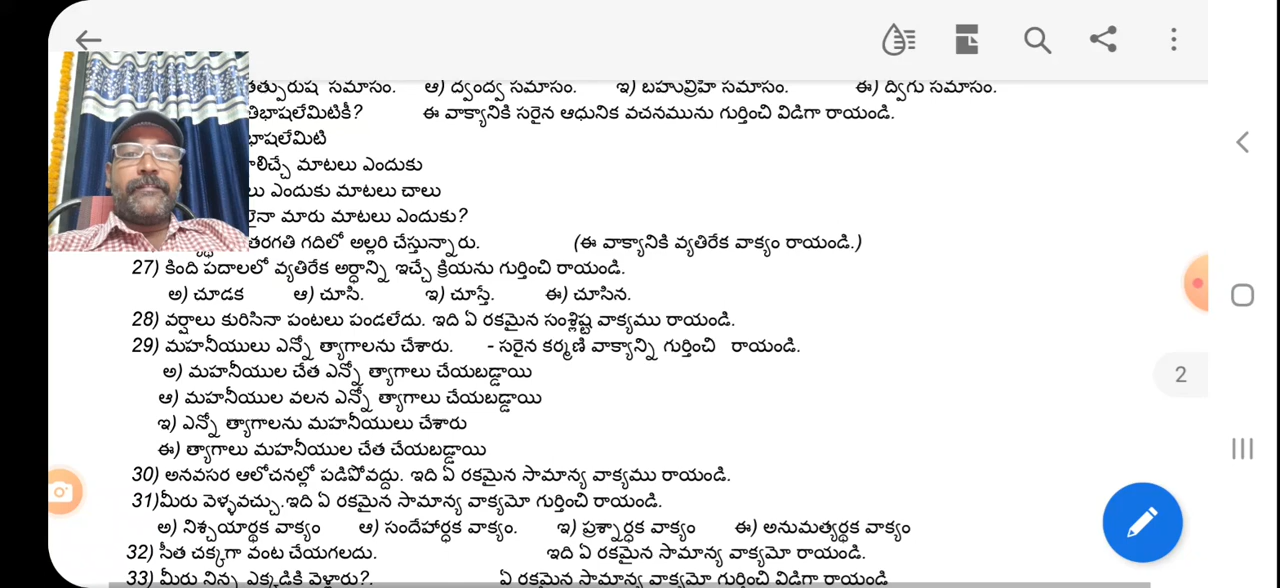 తత్పురుష సమాసం. ఆ) ద్వంద్వ సమాసం. ఇ) బహువ్రీహి సమాసం. ఈ) ద్విగు సమాసం.
ఈ వాక్యానికి సరైన ఆధునిక వచనమును గుర్తించి విడిగా రాయండి.
మాటలు ఎందుకు
ఎందుకు మాటలు చాలు
మారు మాటలు ఎందుకు?
తరగతి గదిలో అల్లరి చేస్తున్నారు. (ఈ వాక్యానికి వ్యతిరేక వాక్యం రాయండి.)
27) కింది పదాలలో వ్యతిరేక అర్థాన్ని ఇచ్చే క్రియను గుర్తించి రాయండి.
అ) చూడక ఆ) చూసి. ఇ) చూస్తే. ఈ) చూసిన.
28) వర్షాలు కురిసినా పంటలు పండలేదు. ఇది ఏ రకమైన సంశ్లిష్ట వాక్యము రాయండి.
29) మహనీయులు ఎన్నో త్యాగాలను చేశారు. - సరైన కర్మణి వాక్యాన్ని గుర్తించి రాయండి.
అ) మహనీయుల చేత ఎన్నో త్యాగాలు చేయబడ్డాయి
ఆ) మహనీయుల వలన ఎన్నో త్యాగాలు చేయబడ్డాయి
ఇ) ఎన్నో త్యాగాలను మహనీయులు చేశారు
ఈ) త్యాగాలు మహనీయుల చేత చేయబడ్డాయి
2
30) అనవసర ఆలోచనల్లో పడిపోవద్దు. ఇది ఏ రకమైన సామాన్య వాక్యము రాయండి.
31)మీరు వెళ్ళవచ్చు.ఇది ఏ రకమైన సామాన్య వాక్యమో గుర్తించి రాయండి.
అ) నిశ్చయార్థక వాక్యం ఆ) సందేహార్థక వాక్యం. ఇ) ప్రశ్నార్థక వాక్యం ఈ) అనుమత్యర్థక వాక్యం
32) సీత చక్కగా వంట చేయగలదు. ఇది ఏ రకమైన సామాన్య వాక్యమో రాయండి.
33) మీరు నిన్న ఎక్కడికి వెళ్లారు?. ఏ రకమైన సామాన్య వాక్యమో గుర్తించి విడిగా రాయండి